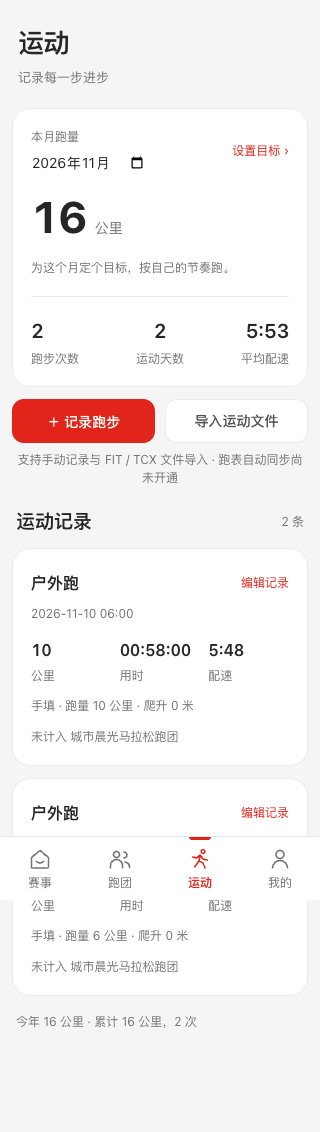 运动
记录每一步进步
本月跑量
2026年11月
设置目标 ›
16 公里
为这个月定个目标，按自己的节奏跑。
2 2 5:53
跑步次数 运动天数 平均配速
＋ 记录跑步 导入运动文件
支持手动记录与 FIT / TCX 文件导入 · 跑表自动同步尚
未开通
运动记录 2 条
户外跑 编辑记录
2026-11-10 06:00
10 00:58:00 5:48
公里 用时 配速
手填 · 跑量 10 公里 · 爬升 0 米
未计入 城市晨光马拉松跑团
户外跑 编辑记录
赛事 跑团 运动 我的
公里 用时 配速
手填 · 跑量 6 公里 · 爬升 0 米
未计入 城市晨光马拉松跑团
今年 16 公里 · 累计 16 公里，2 次